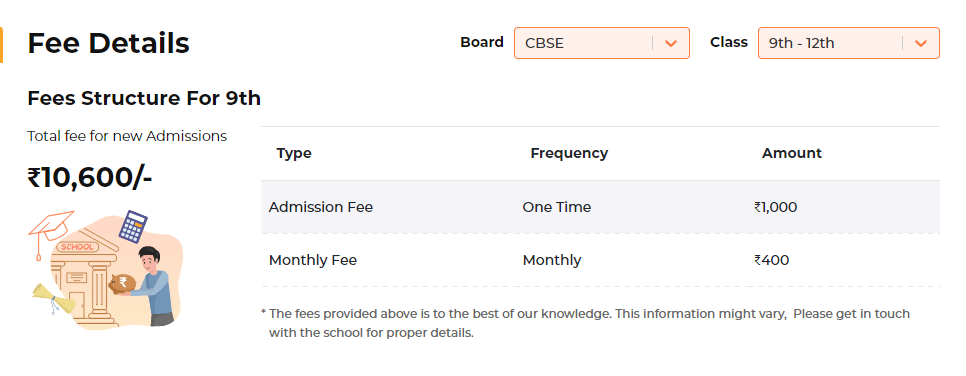 Fee Details
Board CBSE
Class 9th - 12th
Fees Structure For 9th
Total fee for new Admissions
₹10,600/-
SCHOOL
₹
Type Frequency Amount
Admission Fee One Time ₹1,000
Monthly Fee Monthly ₹400
* The fees provided above is to the best of our knowledge. This information might vary, Please get in touch
with the school for proper details.